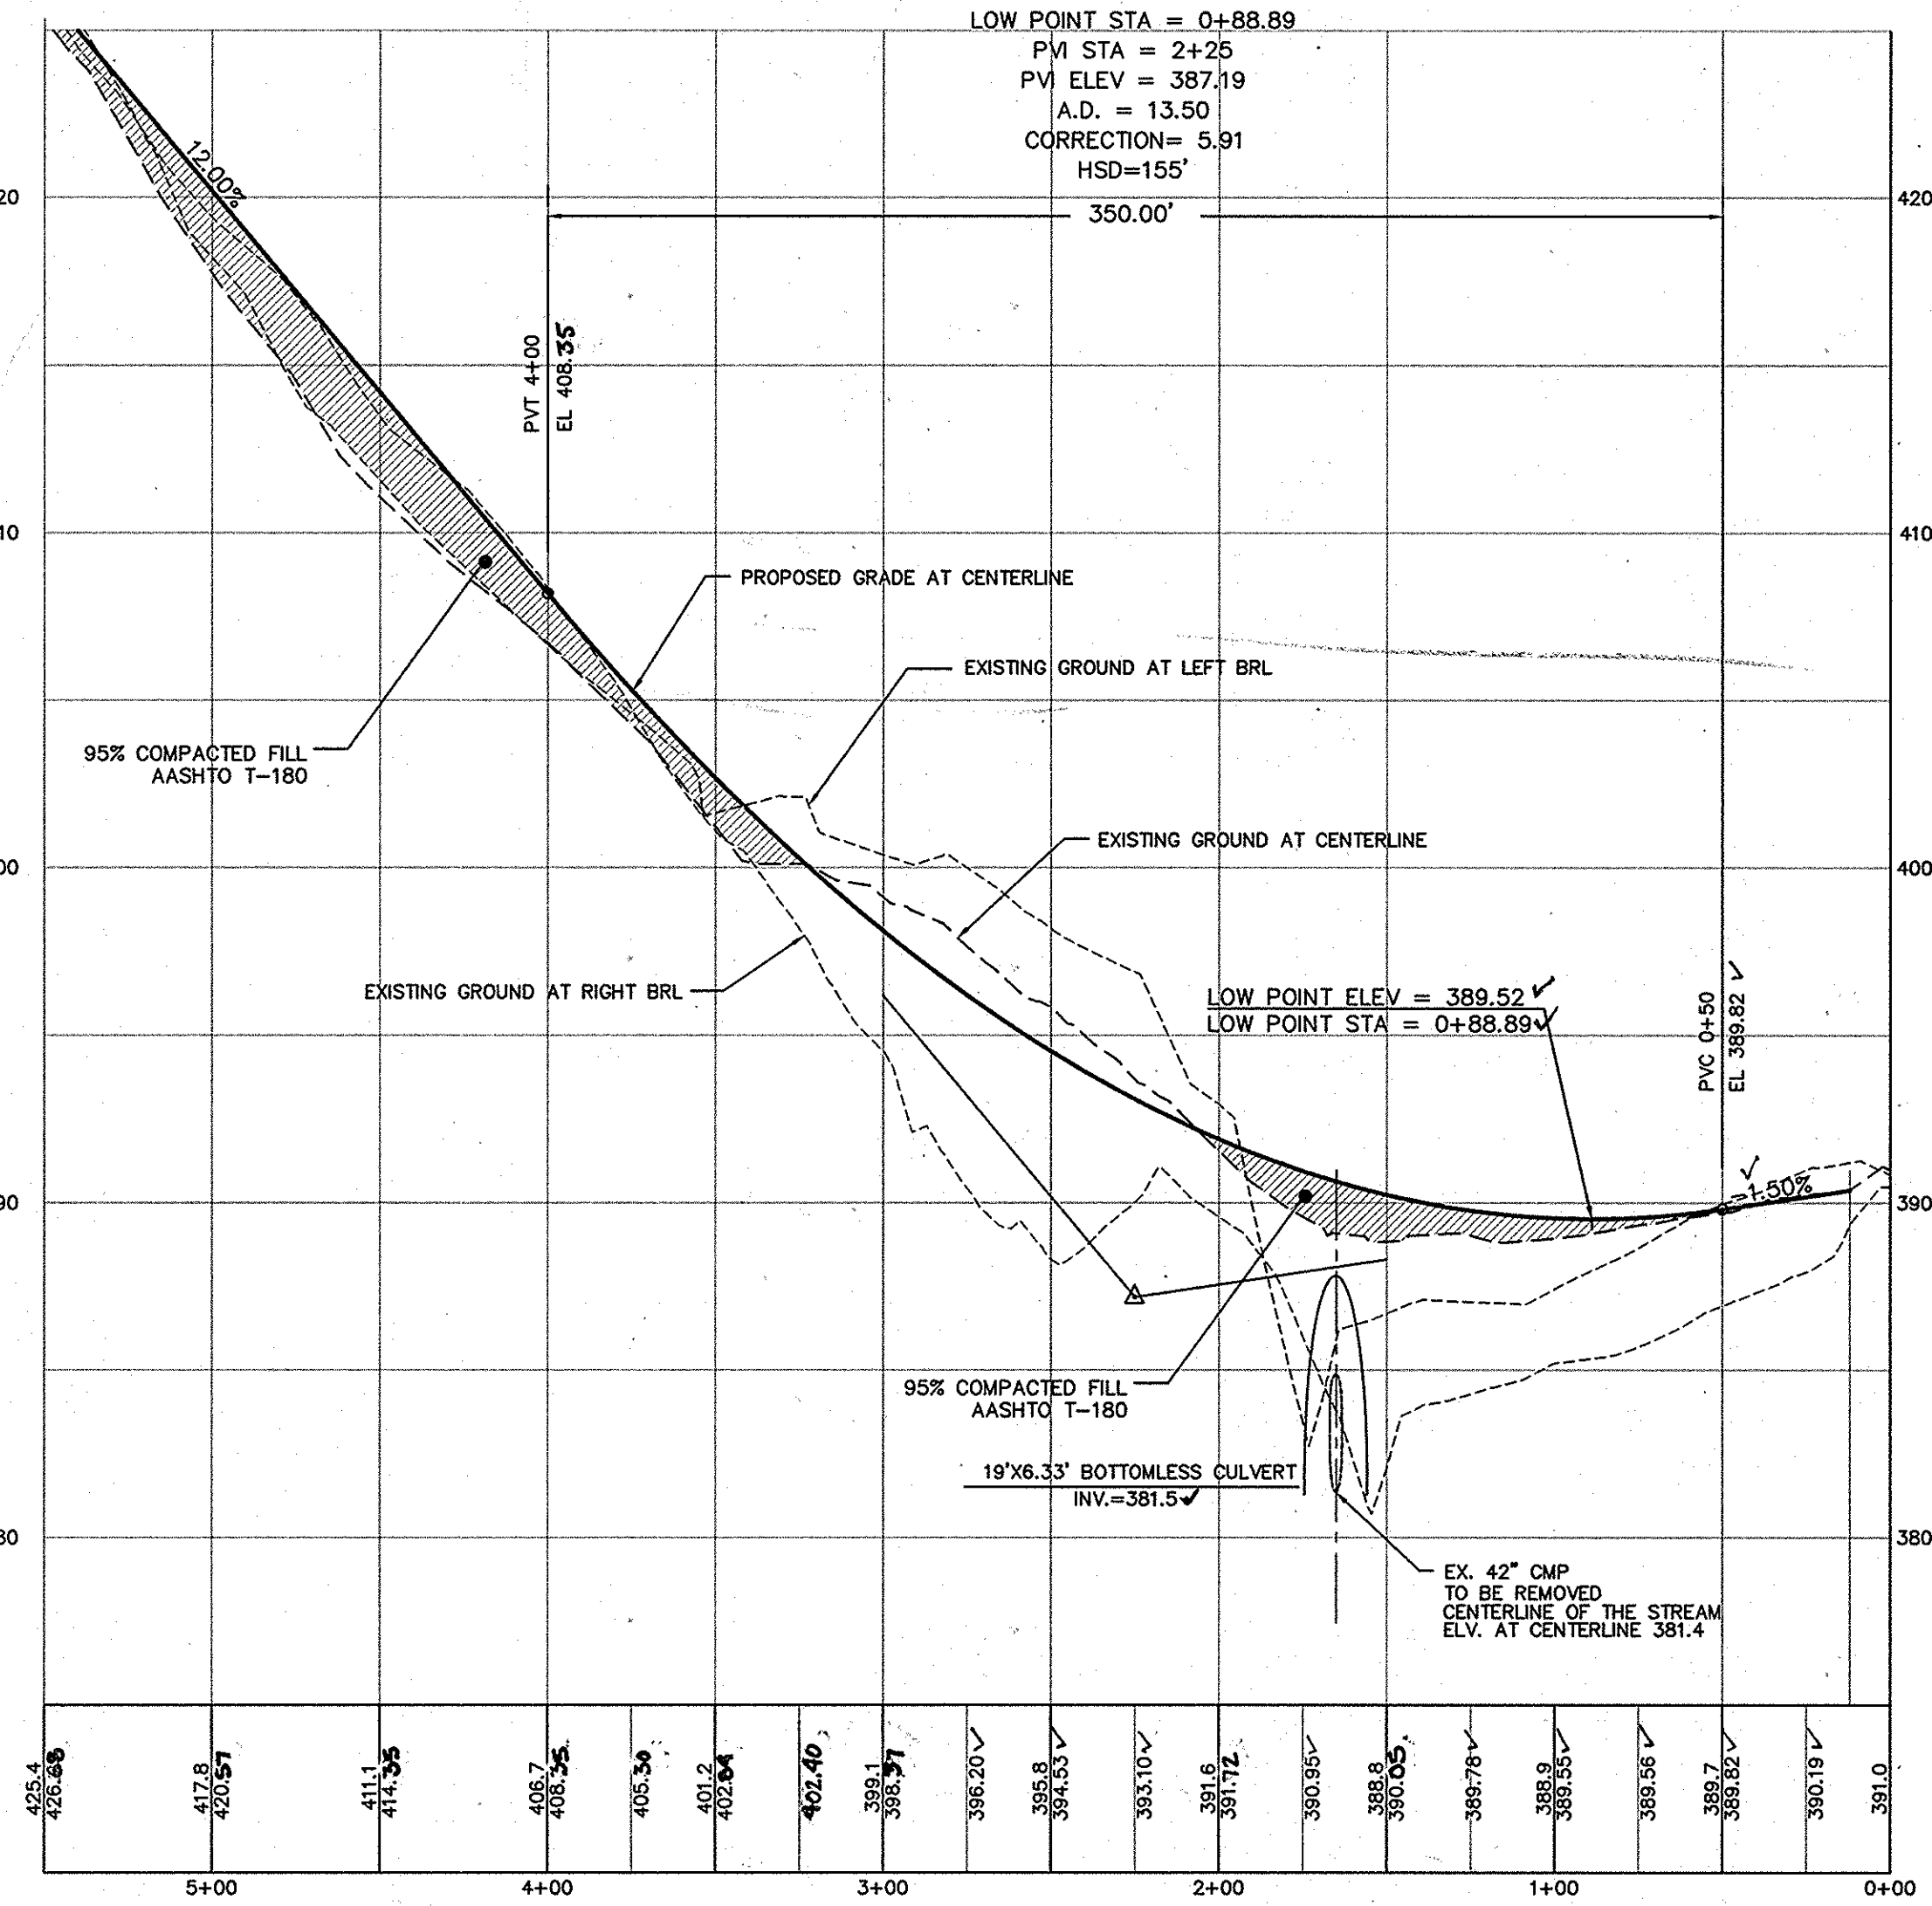 LOW POINT STA = 0+88.89
PVI STA = 2+25
PVI ELEV = 387.19
A.D. = 13.50
CORRECTION= 5.91
HSD=155'
350.00'
12.00%
20
420
PVT 4+00
EL 408.35
10
410
PROPOSED GRADE AT CENTERLINE
EXISTING GROUND AT LEFT BRL
95% COMPACTED FILL
AASHTO T-180
EXISTING GROUND AT CENTERLINE
00
400
EXISTING GROUND AT RIGHT BRL
LOW POINT ELEV = 389.52 ✓
LOW POINT STA = 0+88.89 ✓
PVC 0+50
EL 389.82 ✓
✓
-1.50%
390
90
95% COMPACTED FILL
AASHTO T-180
19'X6.33' BOTTOMLESS CULVERT
INV.=381.5 ✓
80
380
EX. 42" CMP
TO BE REMOVED
CENTERLINE OF THE STREAM
ELV. AT CENTERLINE 381.4
425.4
426.68
417.8
420.57
411.1
414.35
406.7
408.35
405.30
401.2
402.40
399.1
398.37
396.20 ✓
395.8
394.53 ✓
393.10 ✓
391.6
391.72
390.95 ✓
388.8
390.05
389.78 ✓
388.9
389.55 ✓
389.56 ✓
389.7
389.82 ✓
390.19 ✓
391.0
5+00
4+00
3+00
2+00
1+00
0+00